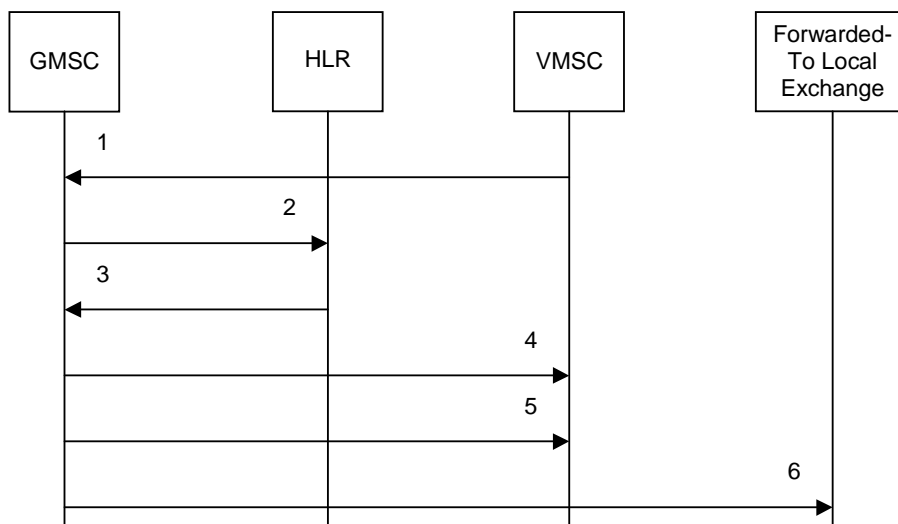 GMSC
HLR
VMSC
Forwarded-
To Local
Exchange
1
2
3
4
5
6